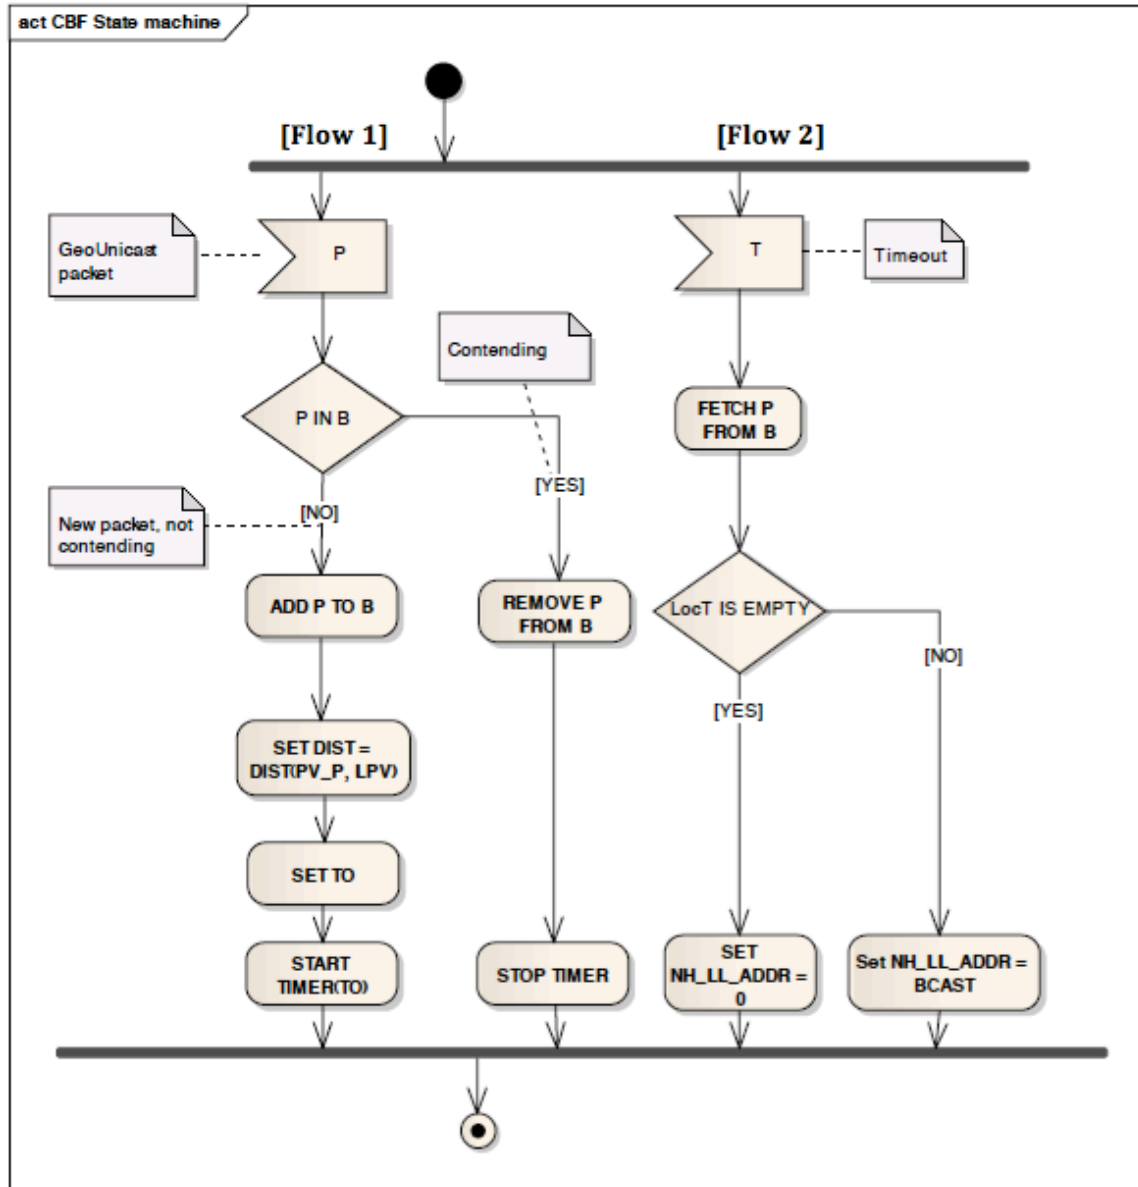 act CBF State machine
[Flow 1]
[Flow 2]
GeoUnicast
packet
P
T
Timeout
Contending
P IN B
FETCH P
FROM B
[YES]
New packet, not
contending
[NO]
ADD P TO B
REMOVE P
FROM B
LocT IS EMPTY
[NO]
[YES]
SET DIST =
DIST(PV_P, LPV)
SET TO
START
TIMER(TO)
STOP TIMER
SET
NH_LL_ADDR =
0
Set NH_LL_ADDR =
BCAST